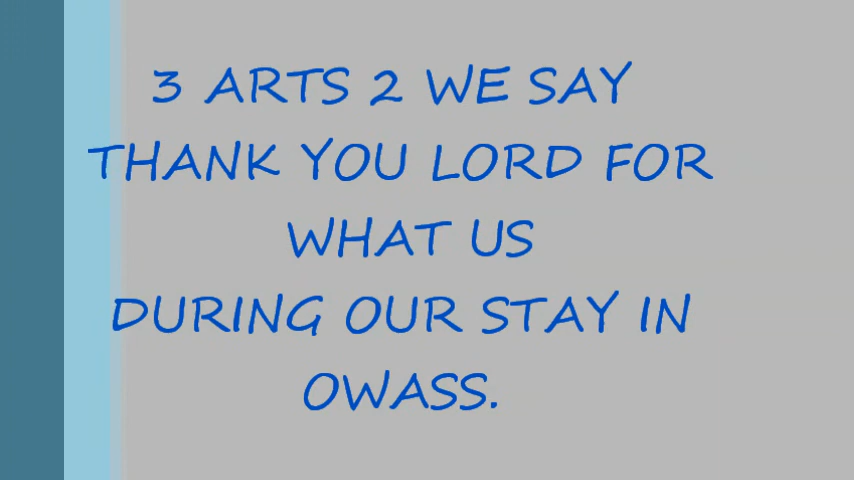 3 ARTS 2 WE SAY
THANK YOU LORD FOR
WHAT US
DURING OUR STAY IN
OWASS.